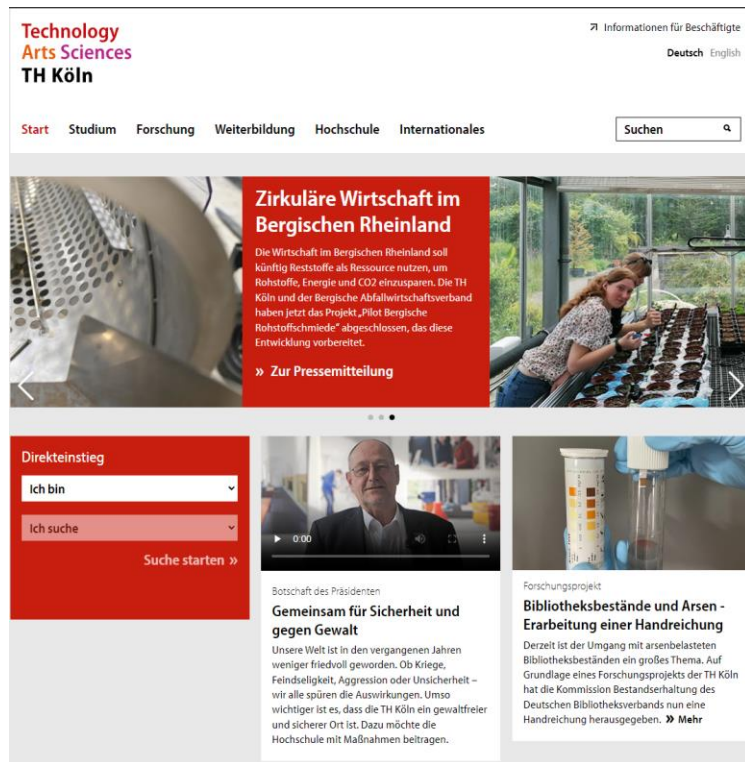 Technology
Arts Sciences
TH Köln
Informationen für Beschäftigte
Deutsch English
Start Studium Forschung Weiterbildung Hochschule Internationales
Suchen
Zirkuläre Wirtschaft im
Bergischen Rheinland
Die Wirtschaft im Bergischen Rheinland soll
künftig Reststoffe als Ressource nutzen, um
Rohstoffe, Energie und CO2 einzusparen. Die TH
Köln und der Bergische Abfallwirtschaftsverband
haben jetzt das Projekt „Pilot Bergische
Rohstoffschmiede“ abgeschlossen, das diese
Entwicklung vorbereitet.
» Zur Pressemitteilung
Direkteinstieg
Ich bin
Ich suche
Suche starten »
0:00
Botschaft des Präsidenten
Gemeinsam für Sicherheit und
gegen Gewalt
Unsere Welt ist in den vergangenen Jahren
weniger friedvoll geworden. Ob Kriege,
Feindseligkeit, Aggression oder Unsicherheit –
wir alle spüren die Auswirkungen. Umso
wichtiger ist es, dass die TH Köln ein gewaltfreier
und sicherer Ort ist. Dazu möchte die
Hochschule mit Maßnahmen beitragen.
Forschungsprojekt
Bibliotheksbestände und Arsen -
Erarbeitung einer Handreichung
Derzeit ist der Umgang mit arsenbelasteten
Bibliotheksbeständen ein großes Thema. Auf
Grundlage eines Forschungsprojekts der TH Köln
hat die Kommission Bestandserhaltung des
Deutschen Bibliotheksverbands nun eine
Handreichung herausgegeben. » Mehr